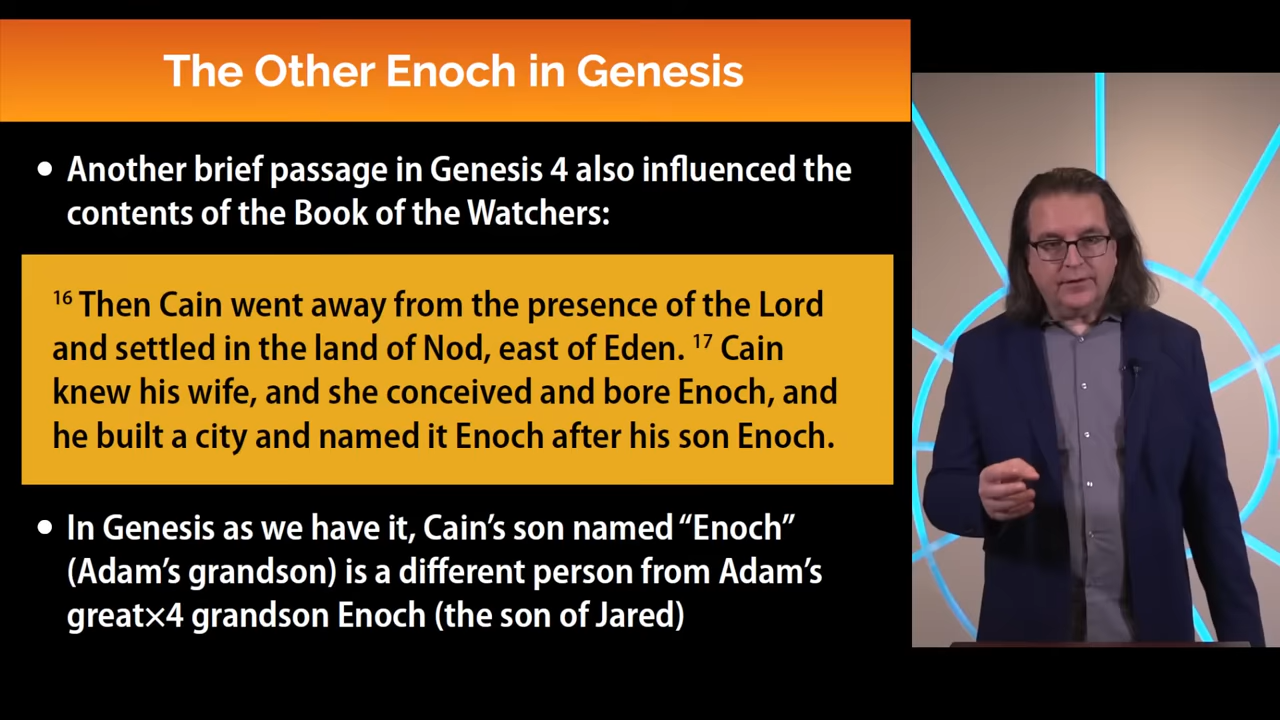 The Other Enoch in Genesis
• Another brief passage in Genesis 4 also influenced the
contents of the Book of the Watchers:
¹⁶ Then Cain went away from the presence of the Lord
and settled in the land of Nod, east of Eden. ¹⁷ Cain
knew his wife, and she conceived and bore Enoch, and
he built a city and named it Enoch after his son Enoch.
• In Genesis as we have it, Cain’s son named “Enoch”
(Adam’s grandson) is a different person from Adam’s
great×4 grandson Enoch (the son of Jared)